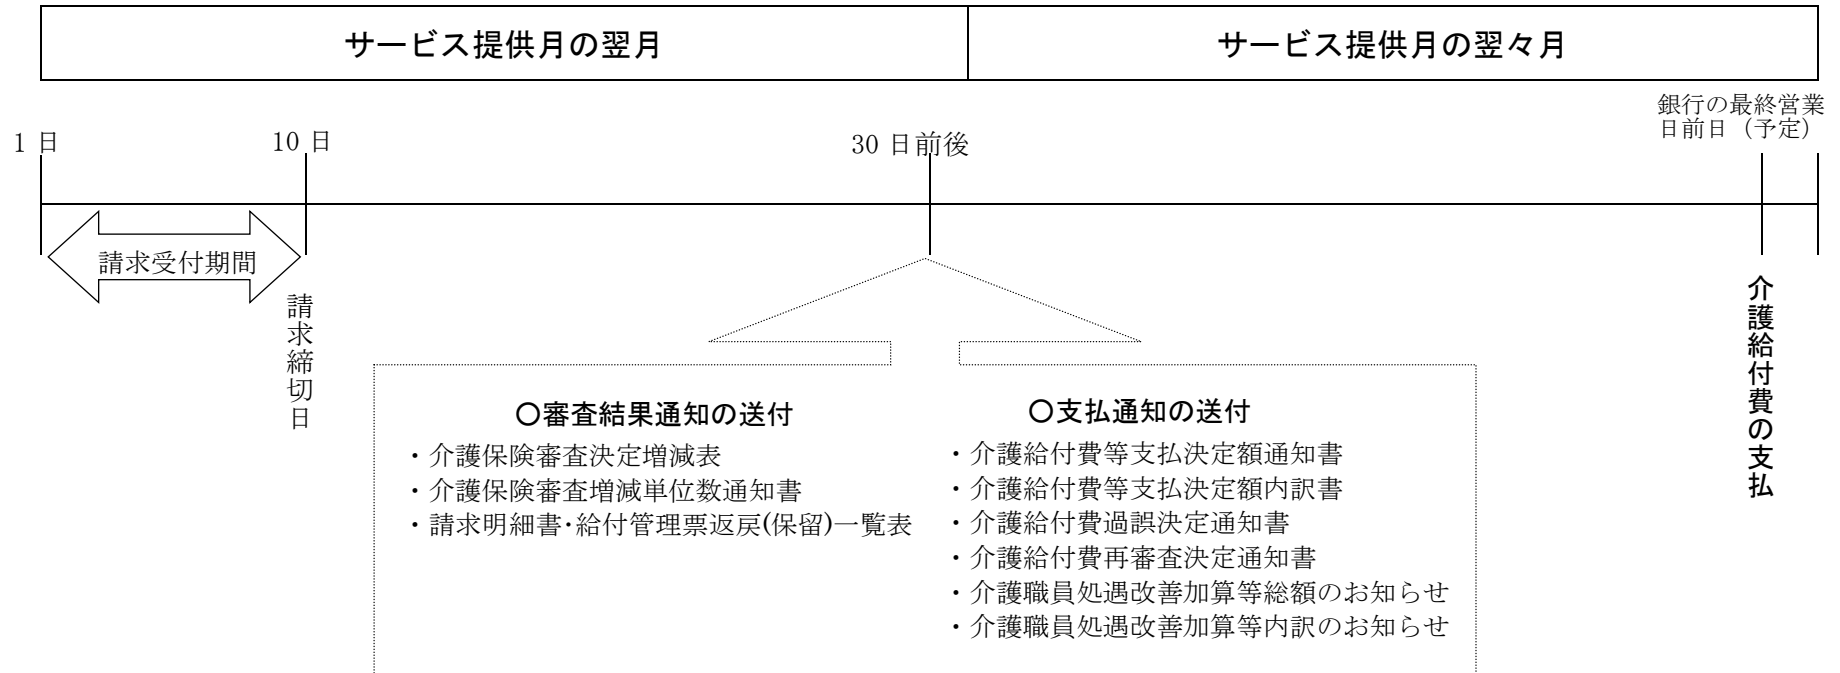 サービス提供月の翌月
サービス提供月の翌々月
銀行の最終営業
日前日（予定）
1 日
10 日
30 日前後
請求受付期間
請求締切日
介護給付費の支払
〇審査結果通知の送付
・介護保険審査決定増減表
・介護保険審査増減単位数通知書
・請求明細書・給付管理票返戻(保留)一覧表
〇支払通知の送付
・介護給付費等支払決定額通知書
・介護給付費等支払決定額内訳書
・介護給付費過誤決定通知書
・介護給付費再審査決定通知書
・介護職員処遇改善加算等総額のお知らせ
・介護職員処遇改善加算等内訳のお知らせ